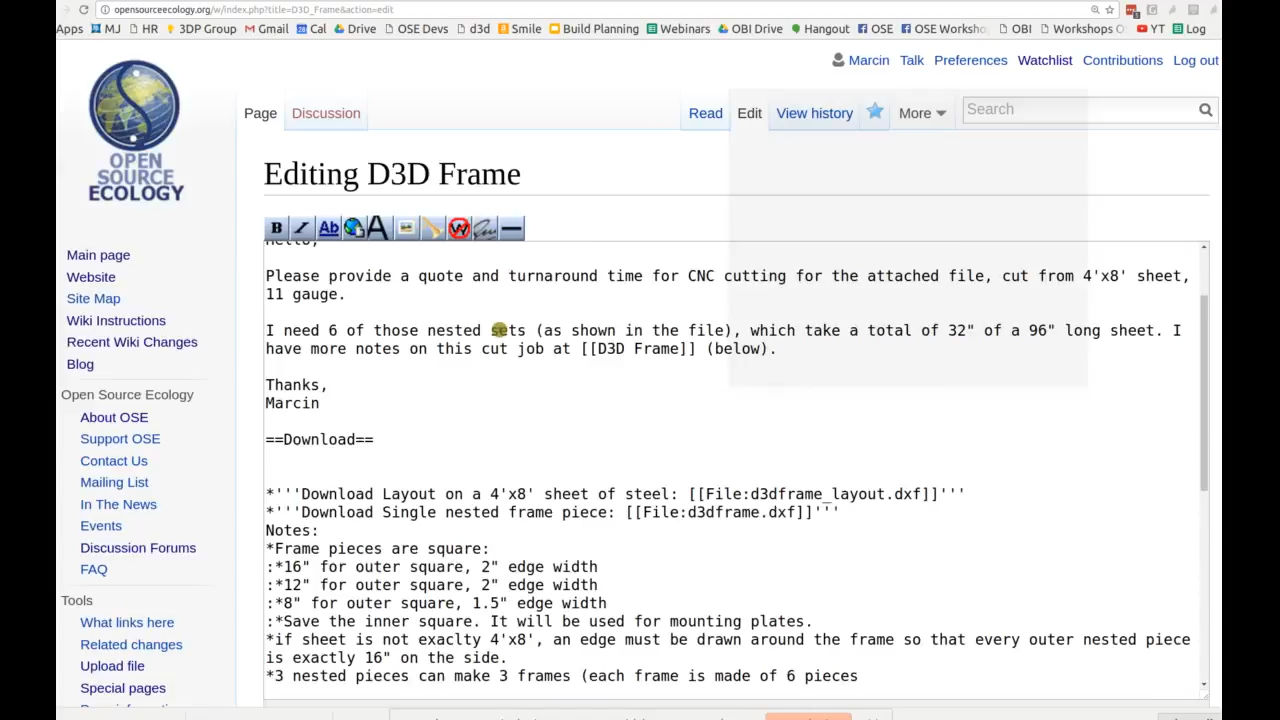 opensourceecology.org/w/index.php?title=D3D_Frame&action=edit
Apps MJ HR 3DP Group Gmail Cal Drive OSE Devs d3d Smile Build Planning Webinars OBI Drive Hangout OSE OSE Worksho OBI Workshops O YT Log
Marcin Talk Preferences Watchlist Contributions Log out
Page Discussion Read Edit View history More Search
OPEN
SOURCE
ECOLOGY
Editing D3D Frame
B I Ab A W
Main page
Website
Site Map
Wiki Instructions
Recent Wiki Changes
Blog
Open Source Ecology
About OSE
Support OSE
Contact Us
Mailing List
In The News
Events
Discussion Forums
FAQ
Tools
What links here
Related changes
Upload file
Special pages
Hello,
Please provide a quote and turnaround time for CNC cutting for the attached file, cut from 4'x8' sheet,
11 gauge.
I need 6 of those nested sets (as shown in the file), which take a total of 32" of a 96" long sheet. I
have more notes on this cut job at [[D3D Frame]] (below).
Thanks,
Marcin
==Download==
*'''Download Layout on a 4'x8' sheet of steel: [[File:d3dframe_layout.dxf]]'''
*'''Download Single nested frame piece: [[File:d3dframe.dxf]]'''
Notes:
*Frame pieces are square:
:*16" for outer square, 2" edge width
:*12" for outer square, 2" edge width
:*8" for outer square, 1.5" edge width
:*Save the inner square. It will be used for mounting plates.
*if sheet is not exaclty 4'x8', an edge must be drawn around the frame so that every outer nested piece
is exactly 16" on the side.
*3 nested pieces can make 3 frames (each frame is made of 6 pieces